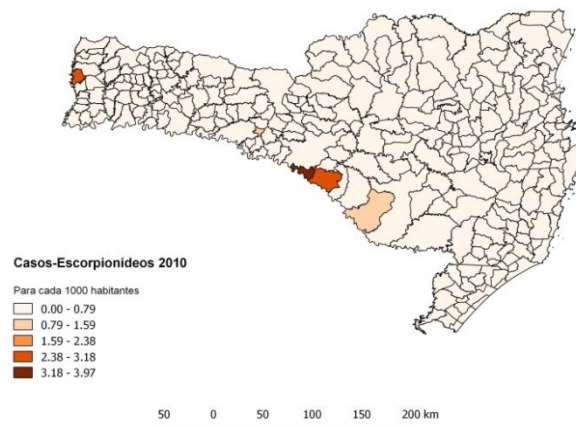 Casos-Escorpionídeos 2010
Para cada 1000 habitantes
0.00 - 0.79
0.79 - 1.59
1.59 - 2.38
2.38 - 3.18
3.18 - 3.97
50 0 50 100 150 200 km